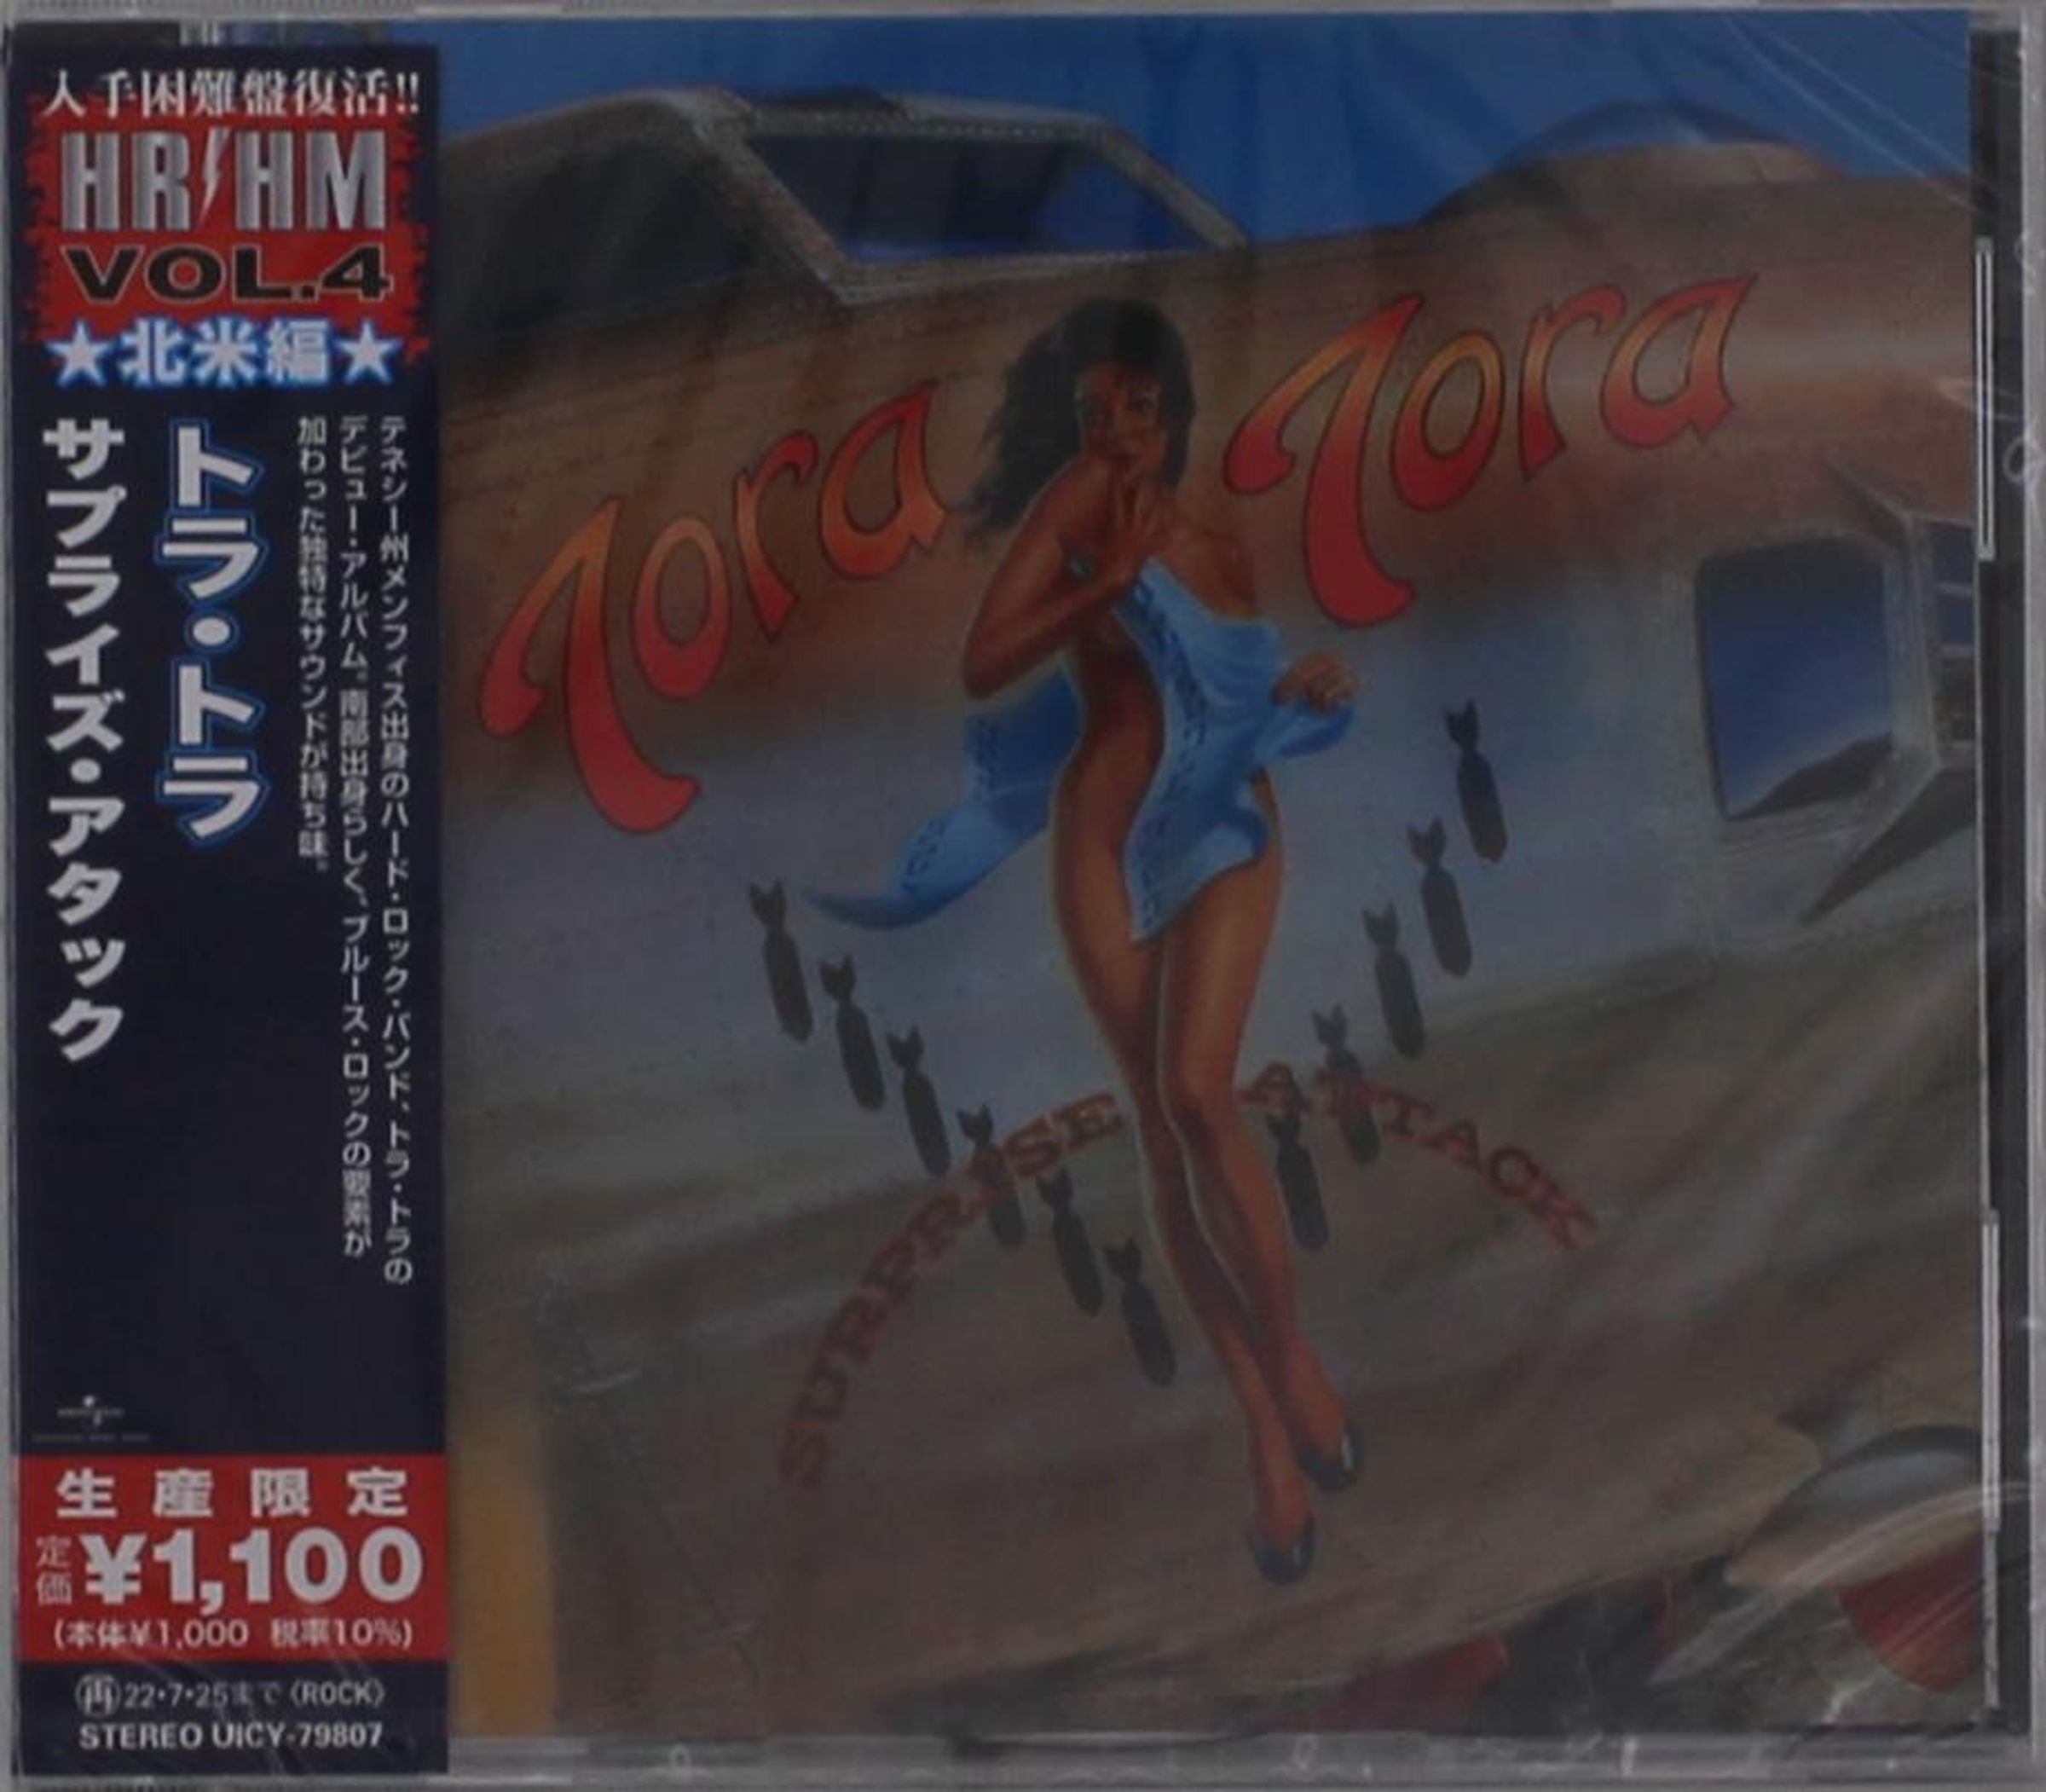 入手困難盤復活!!
HR/HM
VOL.4
★北米編★
テネシー州メンフィス出身のハード・ロック・バンド、トラ・トラの
デビュー・アルバム。南部出身らしく、ブルース・ロックの要素が
加わった独特なサウンドが持ち味。
トラ・トラ
サプライズ・アタック
生産限定
定価 ¥1,100
(本体¥1,000 税率10%)
再 22・7・25まで〈ROCK〉
STEREO UICY-79807
Tora Tora
SURPRISE ATTACK